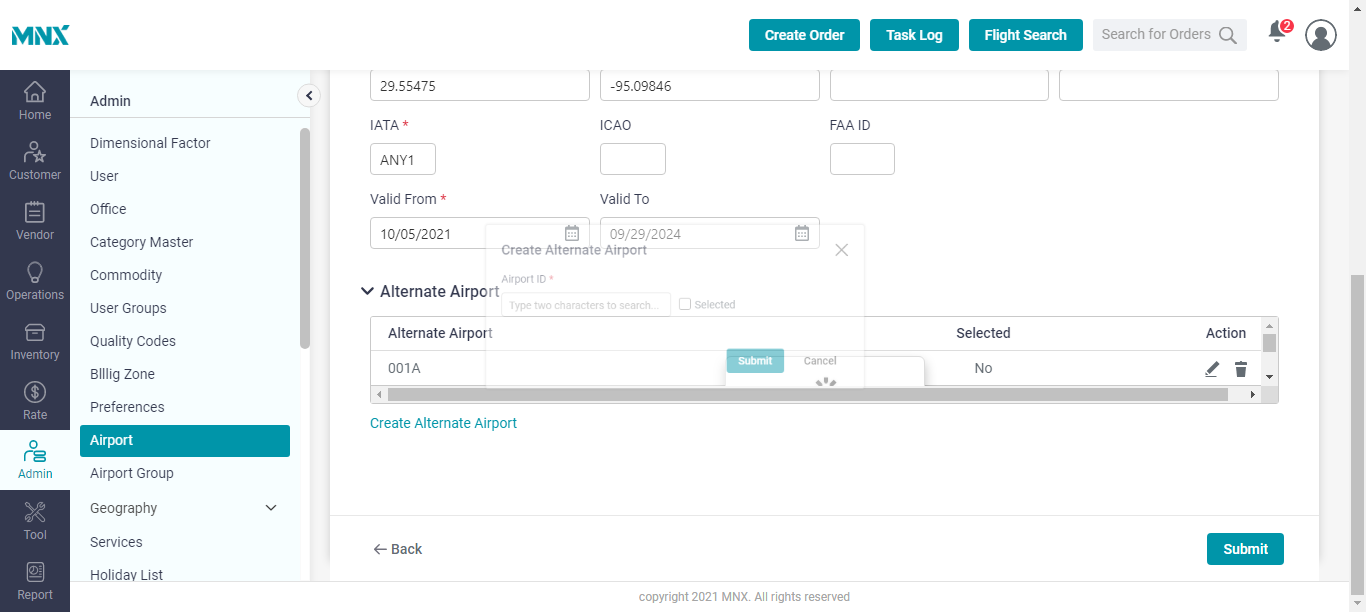 MNX
Create Order
Task Log
Flight Search
Search for Orders
2
Home
Customer
Vendor
Operations
Inventory
Rate
Admin
Tool
Report
Admin
Dimensional Factor
User
Office
Category Master
Commodity
User Groups
Quality Codes
BIllig Zone
Preferences
Airport
Airport Group
Geography
Services
Holiday List
29.55475
-95.09846
IATA *
ICAO
FAA ID
ANY1
Valid From *
Valid To
10/05/2021
09/29/2024
Create Alternate Airport
Airport ID *
Type two characters to search...
Selected
Submit
Cancel
Alternate Airport
Alternate Airport
Selected
Action
001A
No
Create Alternate Airport
Back
Submit
copyright 2021 MNX. All rights reserved